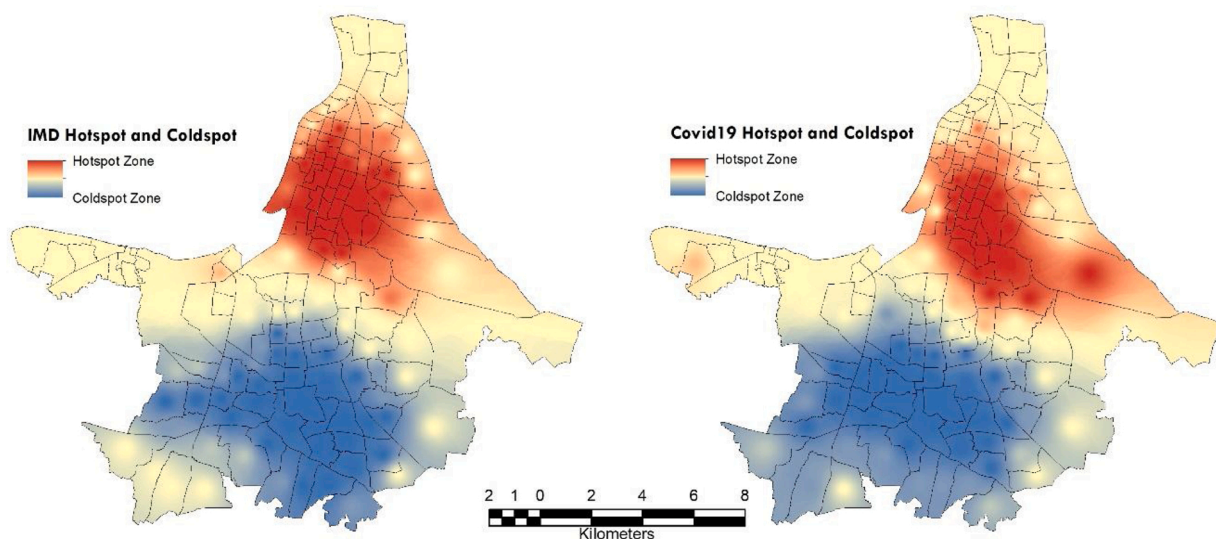 IMD Hotspot and Coldspot
Hotspot Zone
Coldspot Zone
Covid19 Hotspot and Coldspot
Hotspot Zone
Coldspot Zone
2 1 0 2 4 6 8
Kilometers